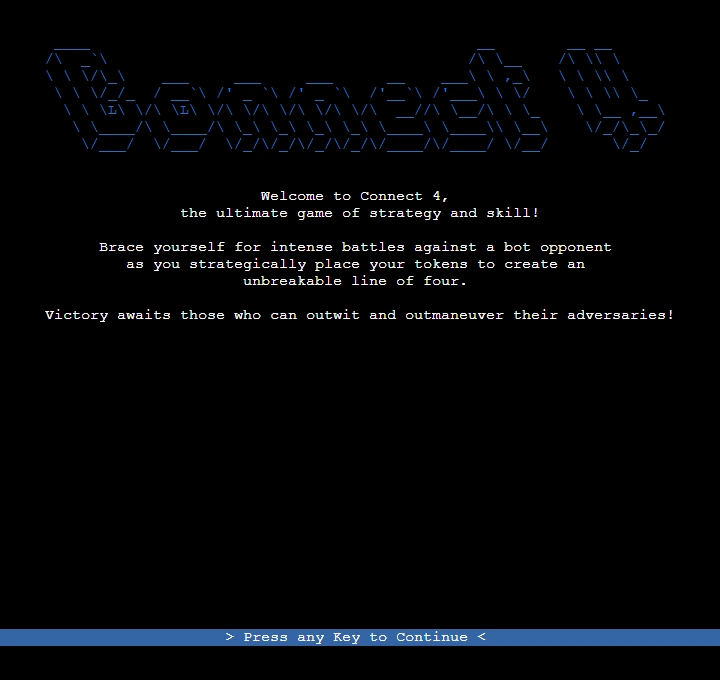 Connect 4
Welcome to Connect 4,
the ultimate game of strategy and skill!
Brace yourself for intense battles against a bot opponent
as you strategically place your tokens to create an
unbreakable line of four.
Victory awaits those who can outwit and outmaneuver their adversaries!
> Press any Key to Continue <